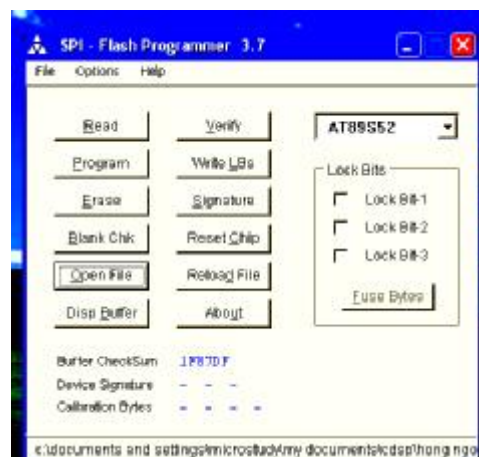 SPI - Flash Programmer 3.7
File Options Help
Read Verify AT89S52
Program Write LBs Lock Bits
Erase Signature Lock Bit-1
Blank Chk Reset Chip Lock Bit-2
Open File Reload File Lock Bit-3
Disp Buffer About Fuse Bytes
Buffer CheckSum 1F87DF
Device Signature - - -
Calibration Bytes - - - -
c:\documents and settings\microstudy\my documents\cdsp\hong ngo